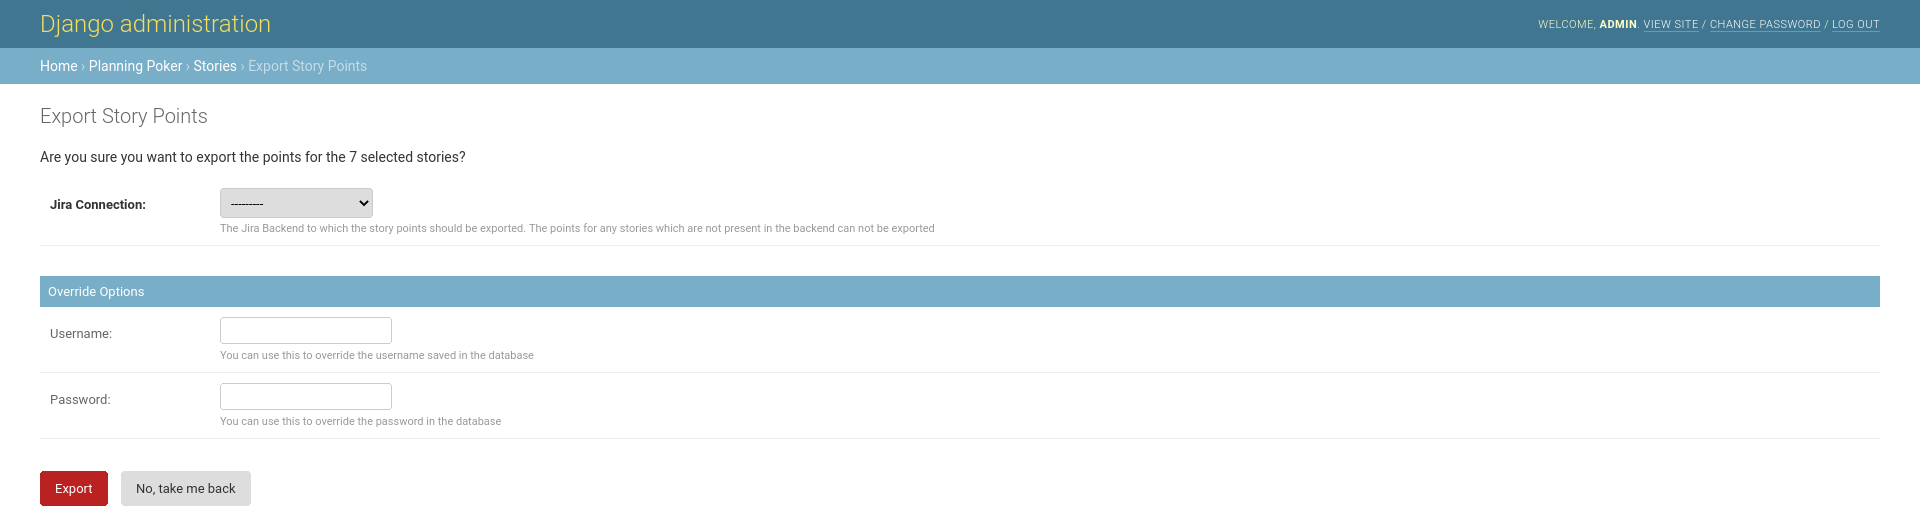 Django administration
WELCOME, ADMIN. VIEW SITE / CHANGE PASSWORD / LOG OUT
Home › Planning Poker › Stories › Export Story Points
Export Story Points
Are you sure you want to export the points for the 7 selected stories?
Jira Connection:
---------
The Jira Backend to which the story points should be exported. The points for any stories which are not present in the backend can not be exported
Override Options
Username:
You can use this to override the username saved in the database
Password:
You can use this to override the password in the database
Export
No, take me back